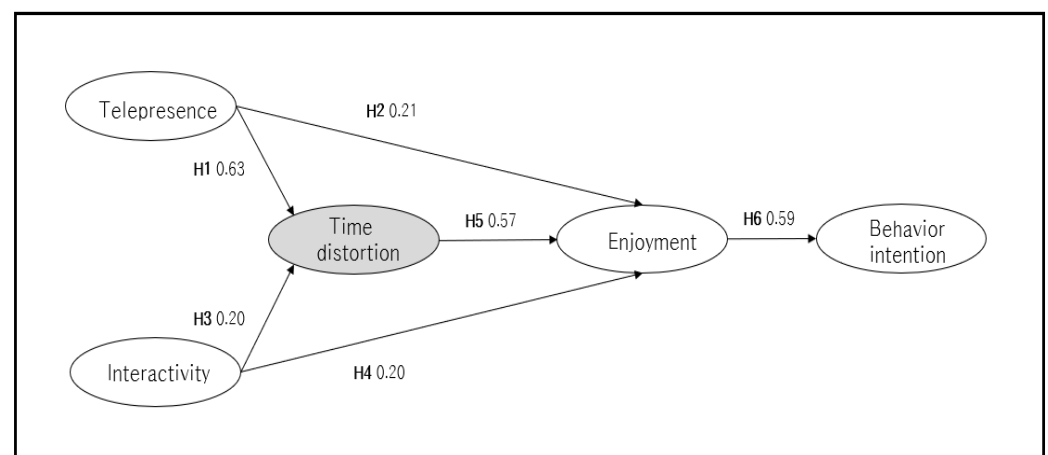 Telepresence
H2 0.21
H1 0.63
Time
distortion
H5 0.57
Enjoyment
H6 0.59
Behavior
intention
H3 0.20
Interactivity
H4 0.20